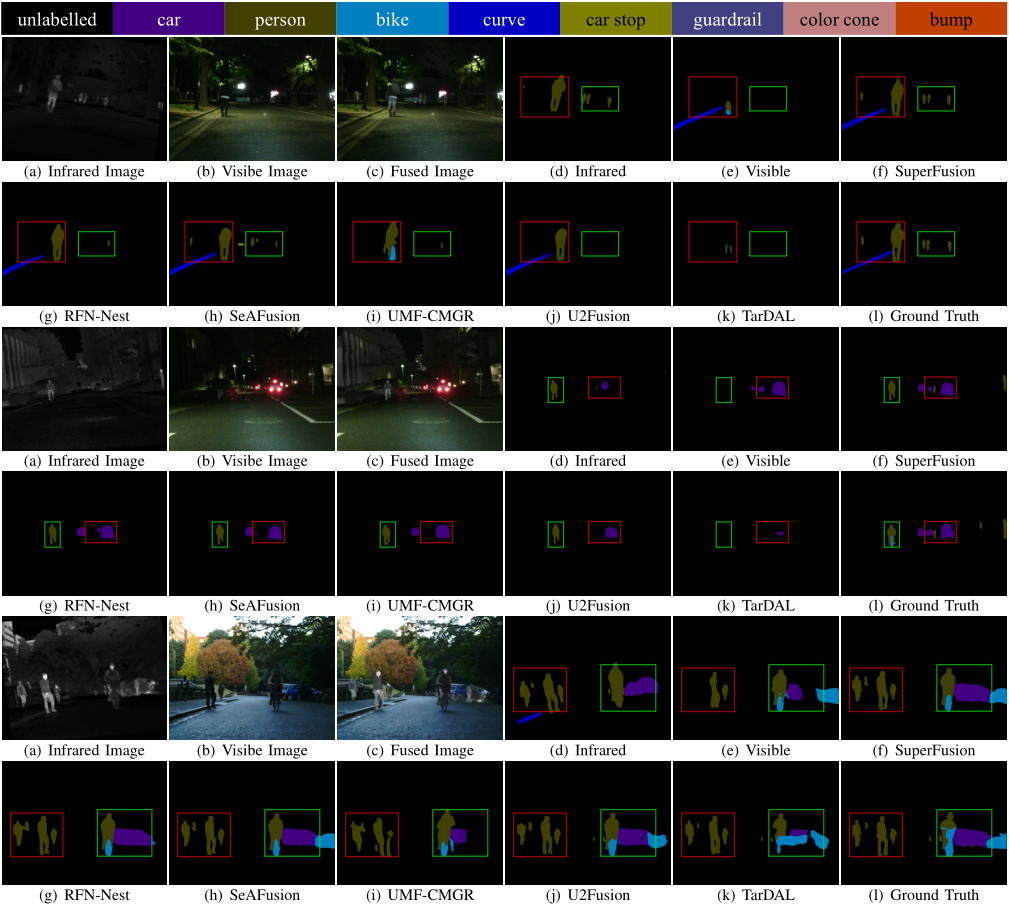 unlabelled car person bike curve car stop guardrail color cone bump
(a) Infrared Image (b) Visibe Image (c) Fused Image (d) Infrared (e) Visible (f) SuperFusion
(g) RFN-Nest (h) SeAFusion (i) UMF-CMGR (j) U2Fusion (k) TarDAL (l) Ground Truth
(a) Infrared Image (b) Visibe Image (c) Fused Image (d) Infrared (e) Visible (f) SuperFusion
(g) RFN-Nest (h) SeAFusion (i) UMF-CMGR (j) U2Fusion (k) TarDAL (l) Ground Truth
(a) Infrared Image (b) Visibe Image (c) Fused Image (d) Infrared (e) Visible (f) SuperFusion
(g) RFN-Nest (h) SeAFusion (i) UMF-CMGR (j) U2Fusion (k) TarDAL (l) Ground Truth